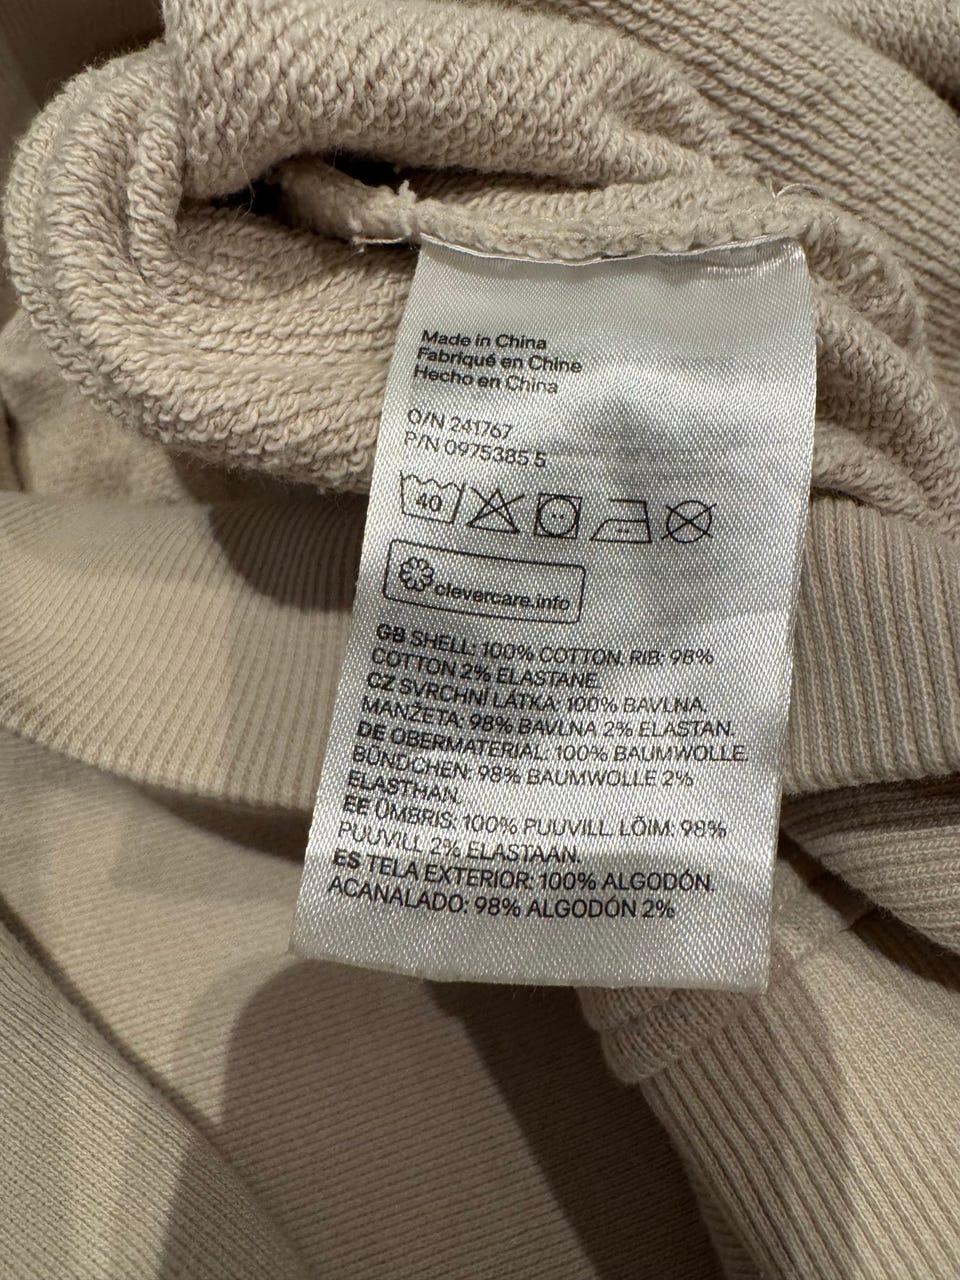 Made in China
Fabriqué en Chine
Hecho en China
O/N 241767
P/N 0975385 5
40
clevercare.info
GB SHELL: 100% COTTON. RIB: 98%
COTTON 2% ELASTANE
CZ SVRCHNÍ LÁTKA: 100% BAVLNA.
MANŽETA: 98% BAVLNA 2% ELASTAN.
DE OBERMATERIAL: 100% BAUMWOLLE.
BÜNDCHEN: 98% BAUMWOLLE 2%
ELASTHAN.
EE ÜMBRIS: 100% PUUVILL. LÕIM: 98%
PUUVILL 2% ELASTAAN.
ES TELA EXTERIOR: 100% ALGODÓN.
ACANALADO: 98% ALGODÓN 2%